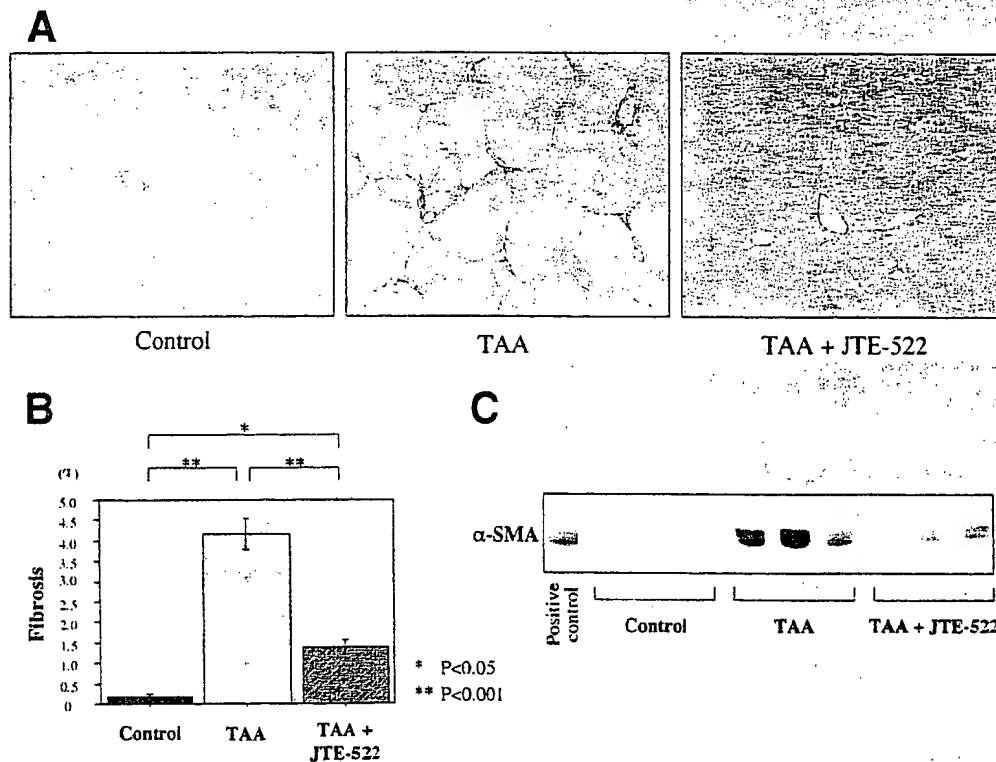 A
Control
TAA
TAA + JTE-522
B
* 
** **
(%)
5.0
4.5
4.0
3.5
3.0
2.5
2.0
1.5
1.0
0.5
0
Fibrosis
Control
TAA
TAA +
JTE-522
* P<0.05
** P<0.001
C
α-SMA
Positive
control
Control
TAA
TAA + JTE-522